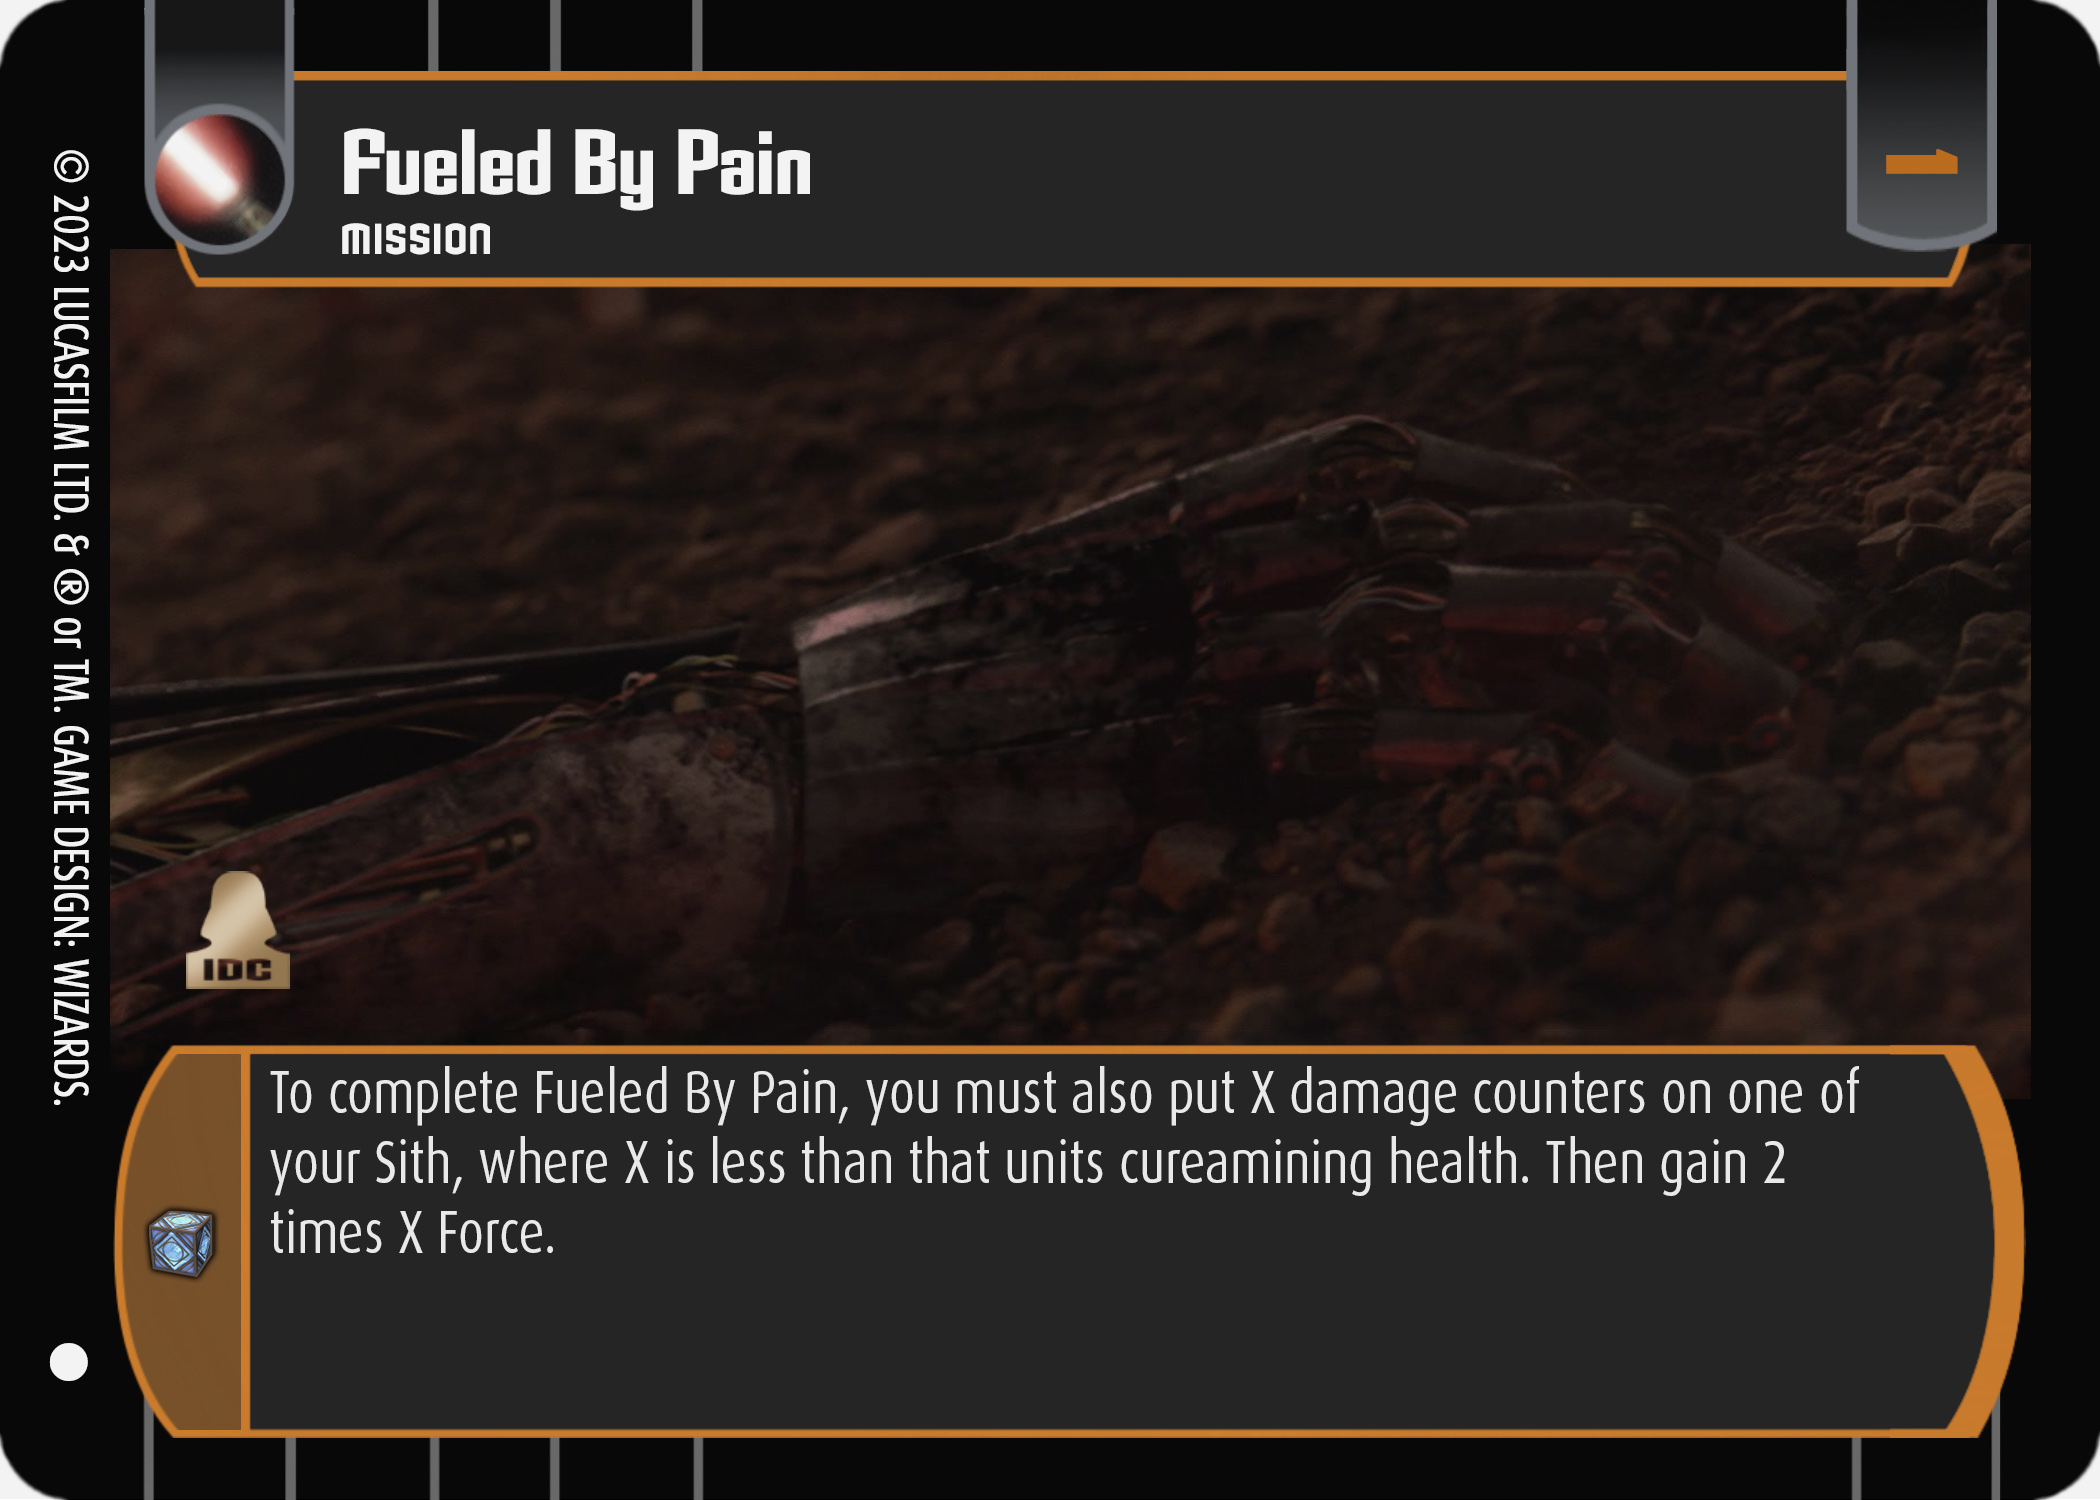 Fueled By Pain
MISSION
1
IDC
To complete Fueled By Pain, you must also put X damage counters on one of
your Sith, where X is less than that units cureamining health. Then gain 2
times X Force.
© 2023 LUCASFILM LTD. & ® or TM. GAME DESIGN: WIZARDS.